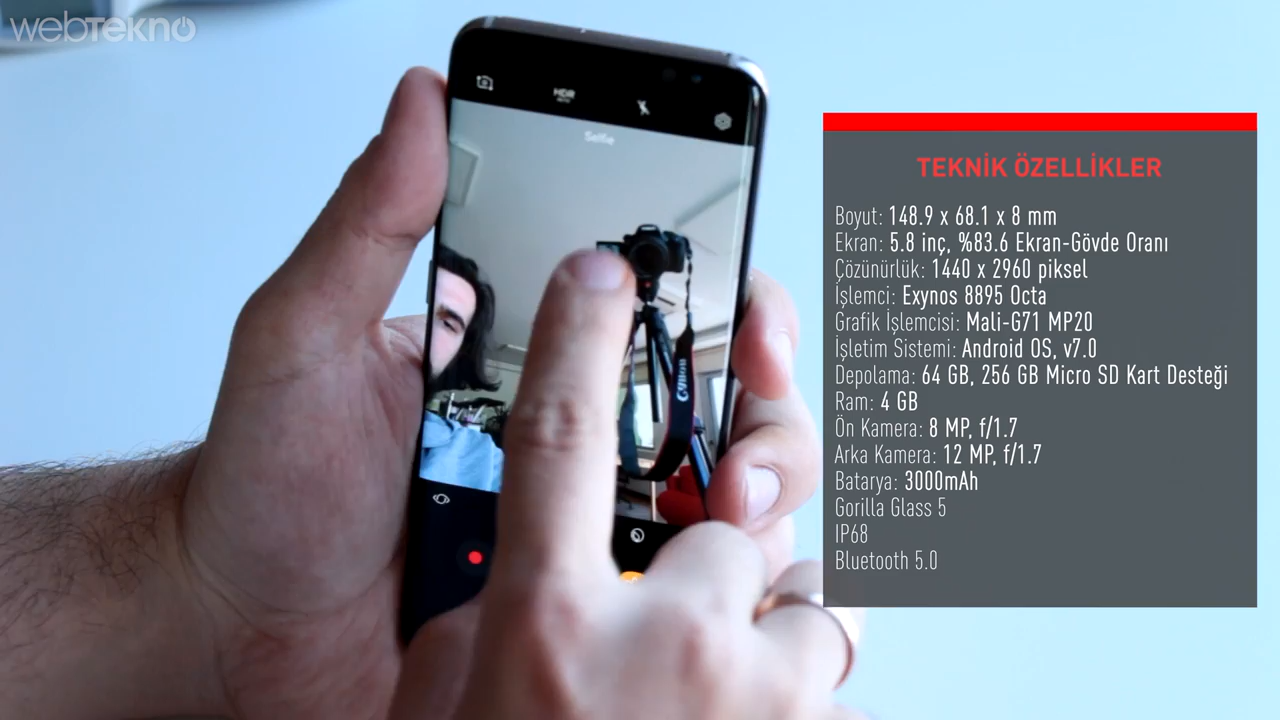 webTEKNO
HDR
AUTO
Selfie
Canon
TEKNİK ÖZELLİKLER
Boyut: 148.9 x 68.1 x 8 mm
Ekran: 5.8 inç, %83.6 Ekran-Gövde Oranı
Çözünürlük: 1440 x 2960 piksel
İşlemci: Exynos 8895 Octa
Grafik İşlemcisi: Mali-G71 MP20
İşletim Sistemi: Android OS, v7.0
Depolama: 64 GB, 256 GB Micro SD Kart Desteği
Ram: 4 GB
Ön Kamera: 8 MP, f/1.7
Arka Kamera: 12 MP, f/1.7
Batarya: 3000mAh
Gorilla Glass 5
IP68
Bluetooth 5.0